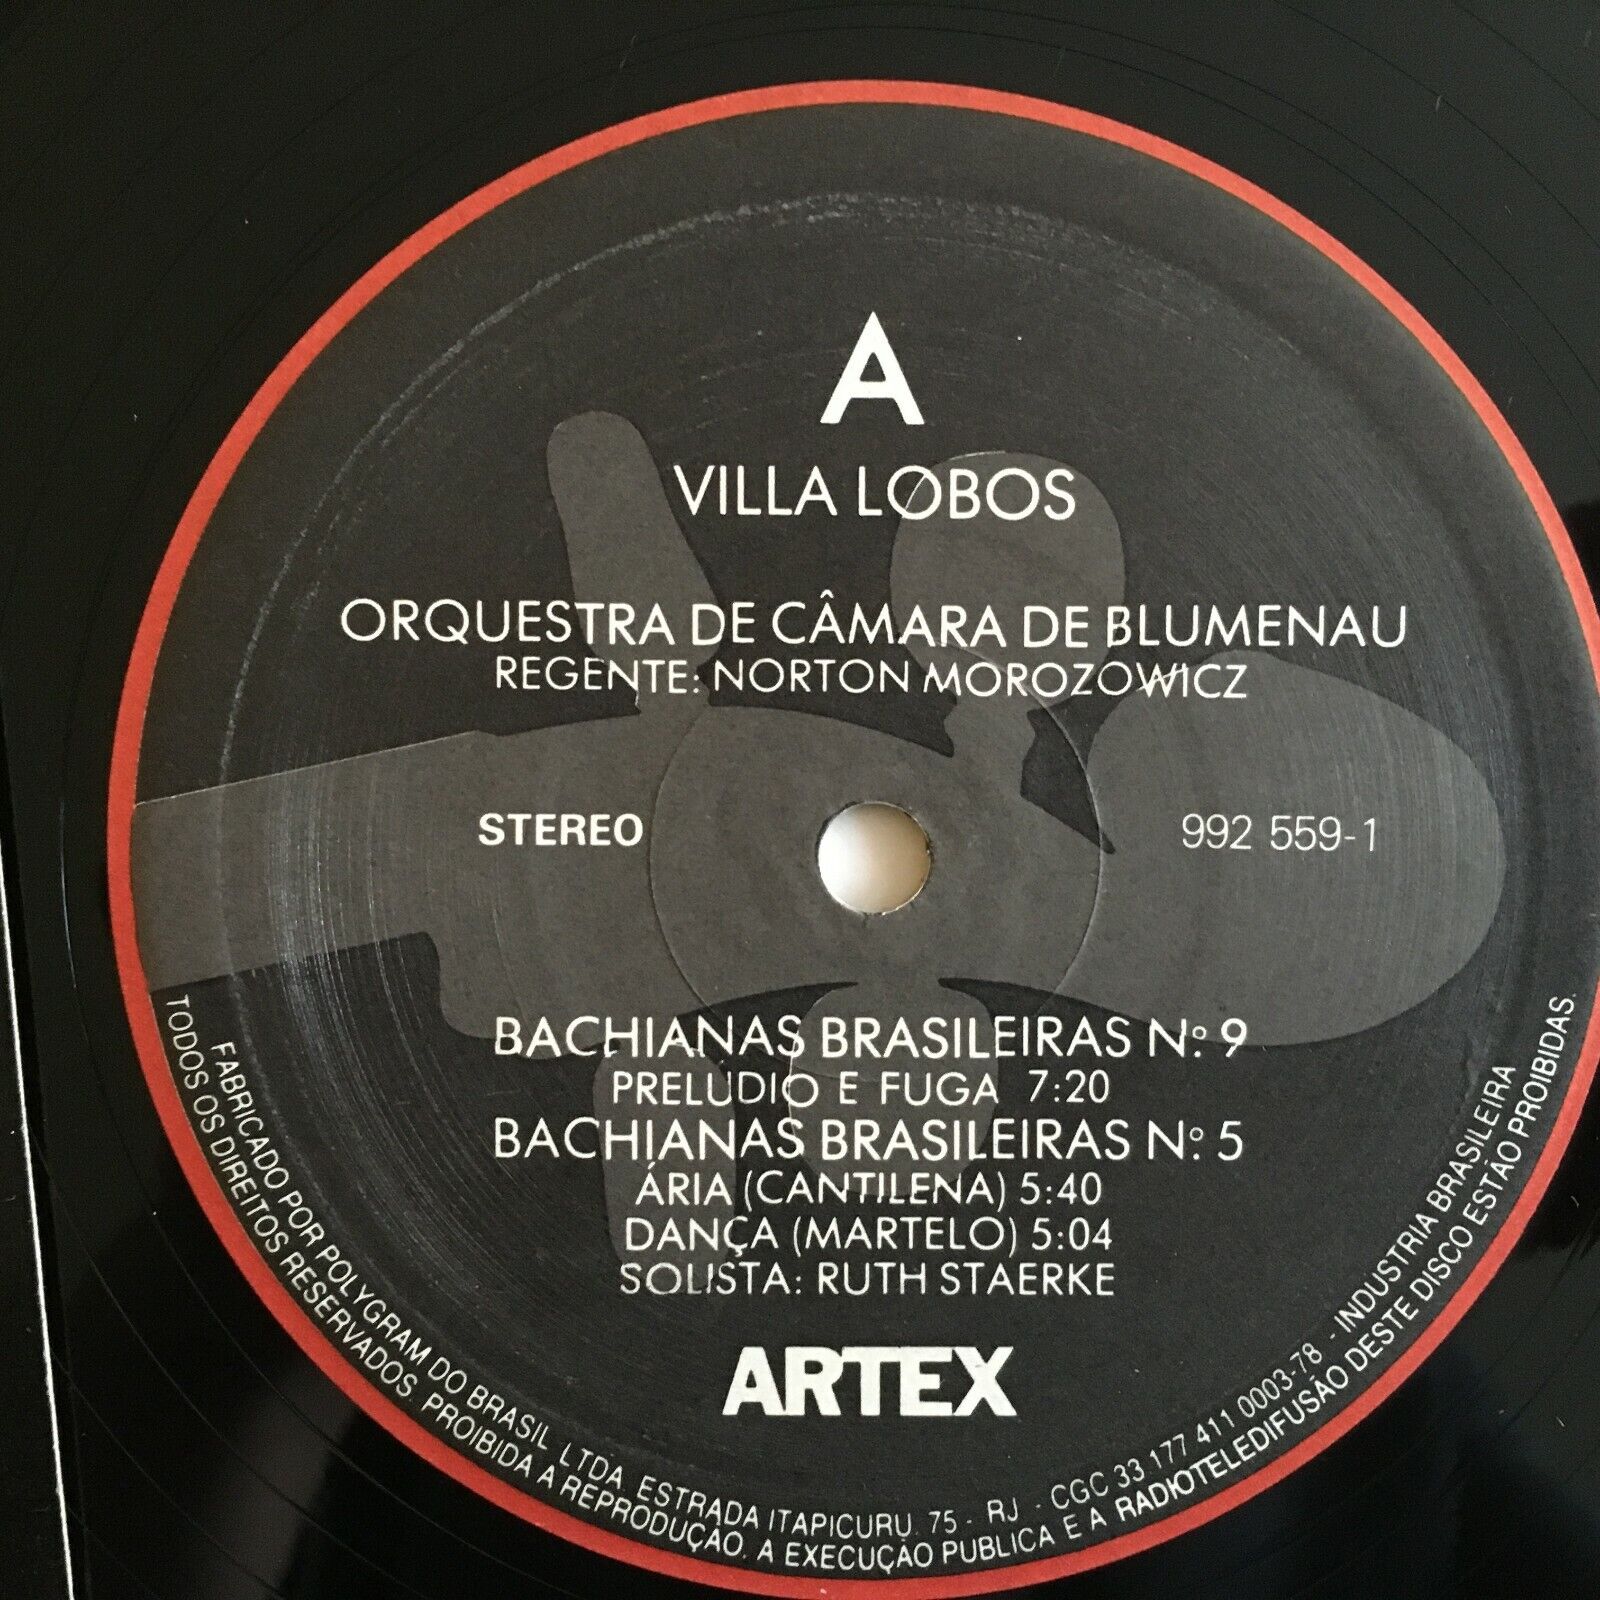 A
VILLA LOBOS
ORQUESTRA DE CÂMARA DE BLUMENAU
REGENTE: NORTON MOROZOWICZ
STEREO
992 559-1
BACHIANAS BRASILEIRAS Nº 9
PRELÚDIO E FUGA 7:20
BACHIANAS BRASILEIRAS Nº 5
ÁRIA (CANTILENA) 5:40
DANÇA (MARTELO) 5:04
SOLISTA: RUTH STAERKE
ARTEX
FABRICADO POR POLYGRAM DO BRASIL LTDA. ESTRADA ITAPICURU, 75 - RJ - CGC 33 177 411 0003-78 - INDUSTRIA BRASILEIRA
TODOS OS DIREITOS RESERVADOS. PROIBIDA A REPRODUÇÃO, A EXECUÇÃO PUBLICA E A RADIOTELEDIFUSÃO DESTE DISCO ESTÃO PROIBIDAS.